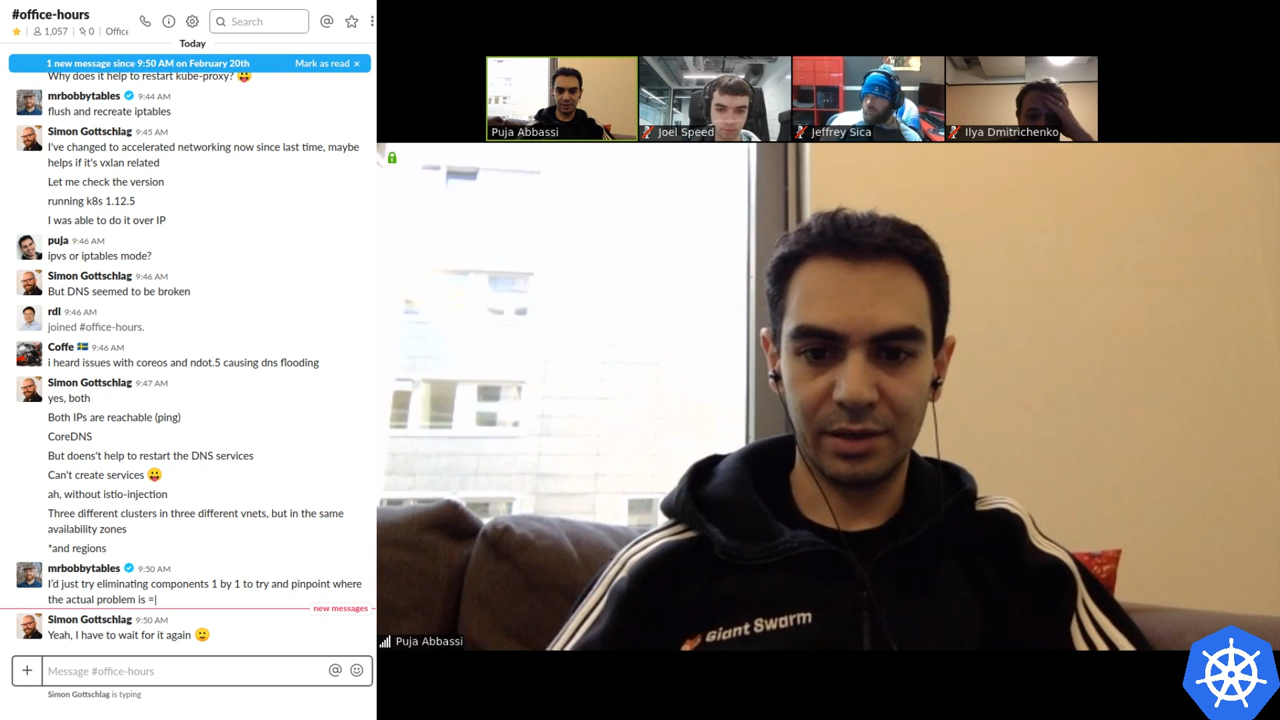 #office-hours
1,057
0
Office
Search
Today
1 new message since 9:50 AM on February 20th
Mark as read ×
Why does it help to restart kube-proxy? 😛
mrbobbytables 9:44 AM
flush and recreate iptables
Simon Gottschlag 9:45 AM
I've changed to accelerated networking now since last time, maybe
helps if it's vxlan related
Let me check the version
running k8s 1.12.5
I was able to do it over IP
puja 9:46 AM
ipvs or iptables mode?
Simon Gottschlag 9:46 AM
But DNS seemed to be broken
rdl 9:46 AM
joined #office-hours.
Coffe 🇸🇪 9:46 AM
i heard issues with coreos and ndot.5 causing dns flooding
Simon Gottschlag 9:47 AM
yes, both
Both IPs are reachable (ping)
CoreDNS
But doens't help to restart the DNS services
Can't create services 😛
ah, without istio-injection
Three different clusters in three different vnets, but in the same
availability zones
*and regions
mrbobbytables 9:50 AM
I'd just try eliminating components 1 by 1 to try and pinpoint where
the actual problem is =|
new messages
Simon Gottschlag 9:50 AM
Yeah, I have to wait for it again 🙂
Message #office-hours
Simon Gottschlag is typing
Puja Abbassi
Joel Speed
Jeffrey Sica
Ilya Dmitrichenko
Giant Swarm
Puja Abbassi